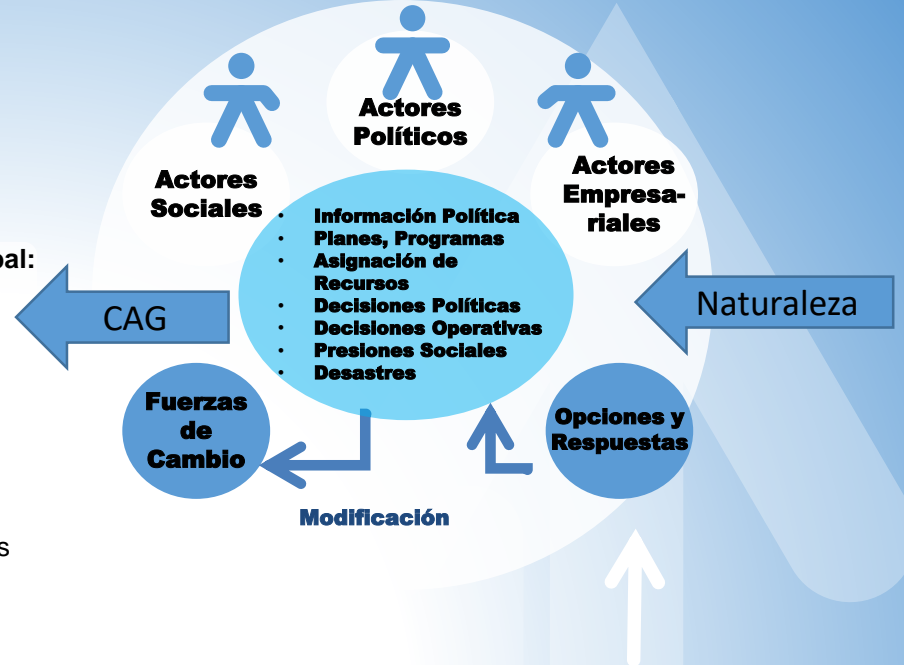 Actores
Políticos
Actores
Sociales
Actores
Empresa-
riales
• Información Política
• Planes, Programas
• Asignación de
Recursos
• Decisiones Políticas
• Decisiones Operativas
• Presiones Sociales
• Desastres
pal:
CAG
Naturaleza
Fuerzas
de
Cambio
Opciones y
Respuestas
Modificación
s